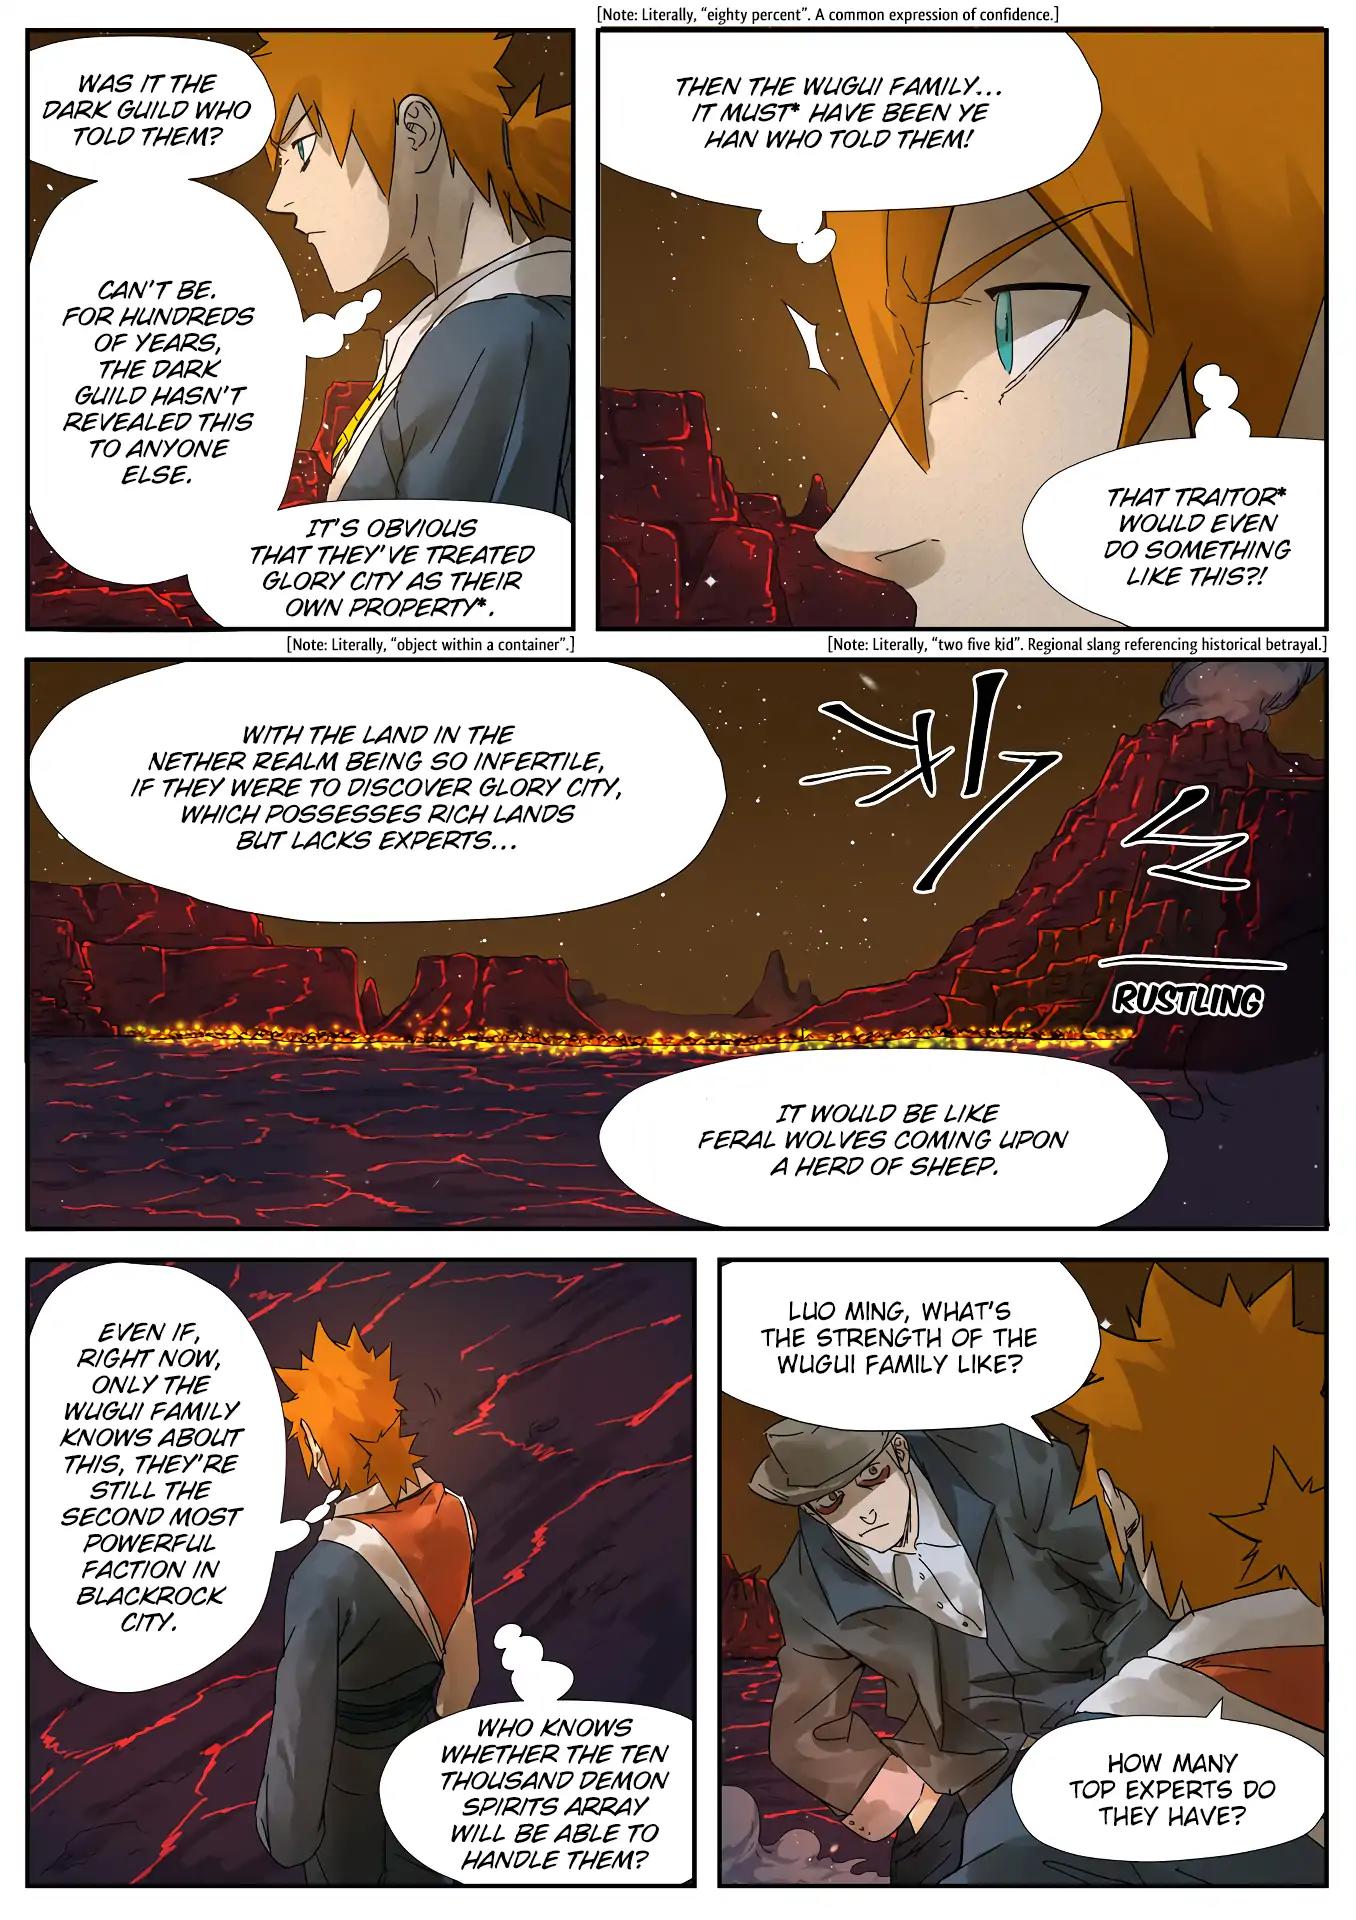 [Note: Literally, “eighty percent”. A common expression of confidence.]
WAS IT THE
DARK GUILD WHO
TOLD THEM?
CAN'T BE.
FOR HUNDREDS
OF YEARS,
THE DARK
GUILD HASN'T
REVEALED THIS
TO ANYONE
ELSE.
IT'S OBVIOUS
THAT THEY'VE TREATED
GLORY CITY AS THEIR
OWN PROPERTY*.
[Note: Literally, “object within a container”.]
THEN THE WUGUI FAMILY...
IT MUST* HAVE BEEN YE
HAN WHO TOLD THEM!
THAT TRAITOR*
WOULD EVEN
DO SOMETHING
LIKE THIS?!
[Note: Literally, “two five kid”. Regional slang referencing historical betrayal.]
WITH THE LAND IN THE
NETHER REALM BEING SO INFERTILE,
IF THEY WERE TO DISCOVER GLORY CITY,
WHICH POSSESSES RICH LANDS
BUT LACKS EXPERTS...
RUSTLING
IT WOULD BE LIKE
FERAL WOLVES COMING UPON
A HERD OF SHEEP.
EVEN IF,
RIGHT NOW,
ONLY THE
WUGUI FAMILY
KNOWS ABOUT
THIS, THEY'RE
STILL THE
SECOND MOST
POWERFUL
FACTION IN
BLACKROCK
CITY.
WHO KNOWS
WHETHER THE TEN
THOUSAND DEMON
SPIRITS ARRAY
WILL BE ABLE TO
HANDLE THEM?
LUO MING, WHAT'S
THE STRENGTH OF THE
WUGUI FAMILY LIKE?
HOW MANY
TOP EXPERTS DO
THEY HAVE?